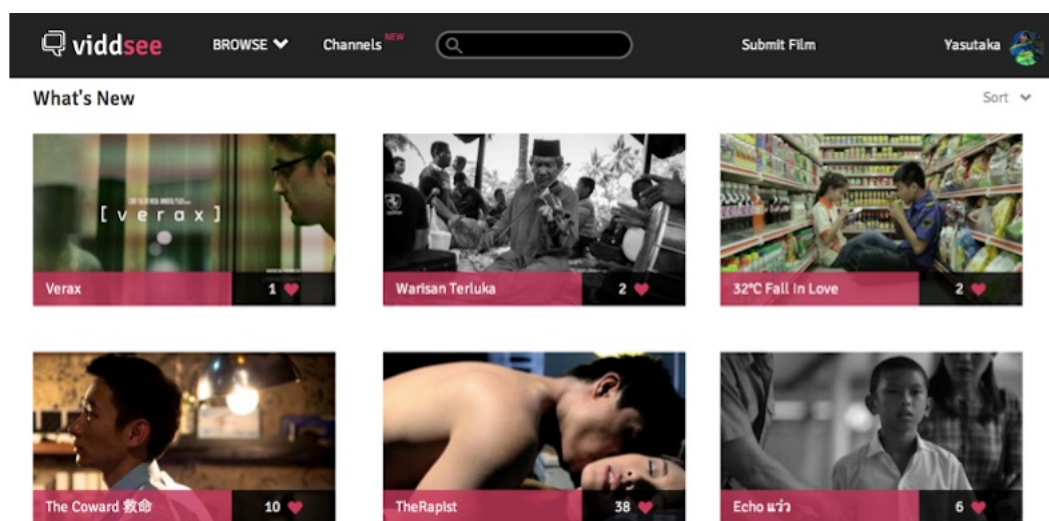 viddsee BROWSE Channels NEW Submit Film Yasutaka
What's New Sort
[verax]
Verax 1
Warisan Terluka 2
32°C Fall In Love 2
The Coward 救命 10
TheRapist 38
Echo แว่ว 6